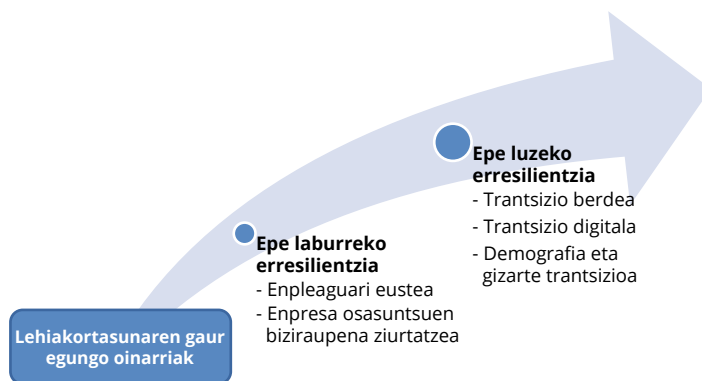 Epe luzeko
erresilientzia
- Trantsizio berdea
- Trantsizio digitala
- Demografia eta
gizarte trantsizioa
Epe laburreko
erresilientzia
- Enpleaguari eustea
- Enpresa osasuntsuen
biziraupena ziurtatzea
Lehiakortasunaren gaur
egungo oinarriak